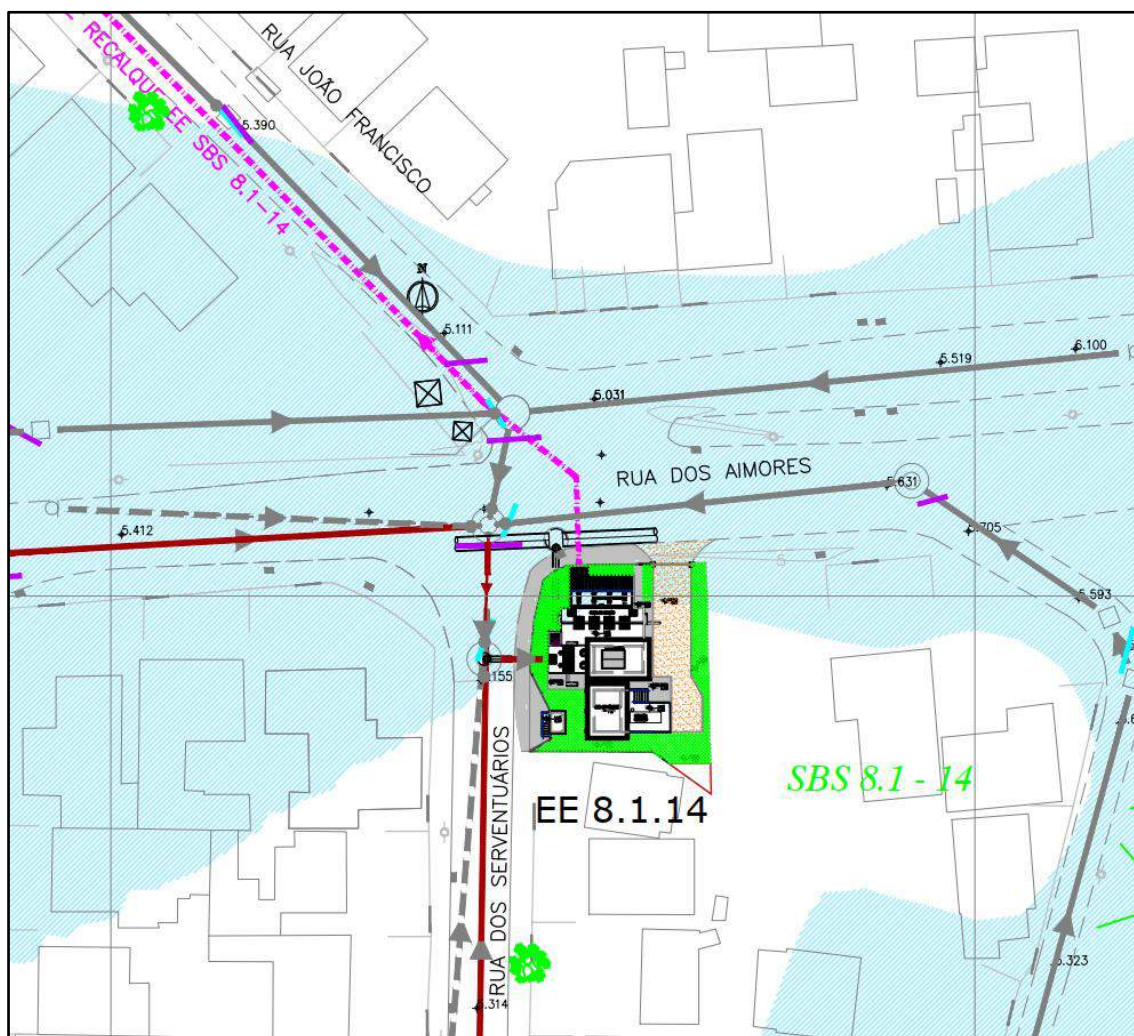 E RECALQUE EE SBS 8.1-14
RUA JOÃO FRANCISCO
5.390
N
5.111
6.100
5.519
5.031
RUA DOS AIMORES
5.631
5.412
5.705
5.593
RUA DOS SERVENTUÁRIOS
SBS 8.1 - 14
EE 8.1.14
5.323
5.314